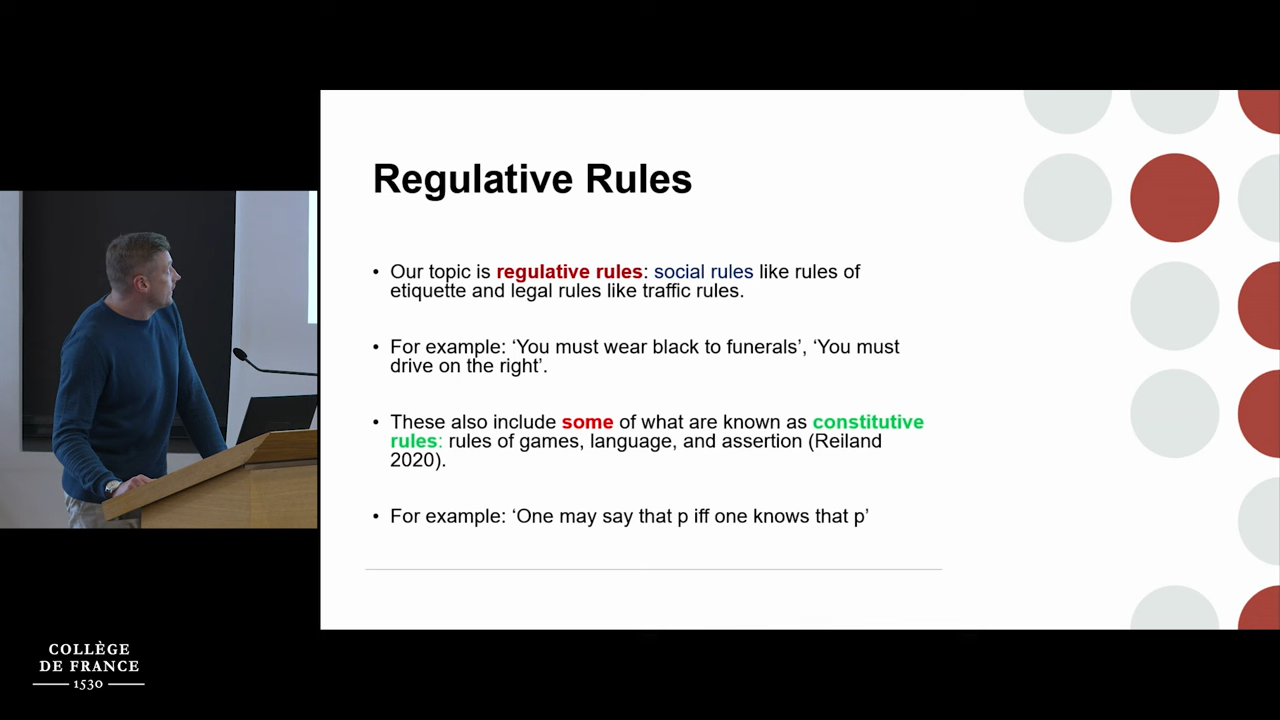 Regulative Rules
• Our topic is regulative rules: social rules like rules of
etiquette and legal rules like traffic rules.
• For example: ‘You must wear black to funerals’, ‘You must
drive on the right’.
• These also include some of what are known as constitutive
rules: rules of games, language, and assertion (Reiland
2020).
• For example: ‘One may say that p iff one knows that p’
COLLÈGE
DE FRANCE
1530